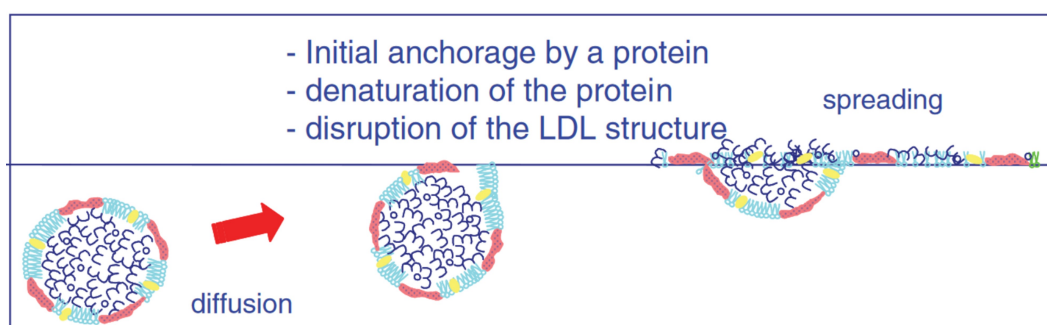 - Initial anchorage by a protein
- denaturation of the protein
- disruption of the LDL structure
spreading
diffusion